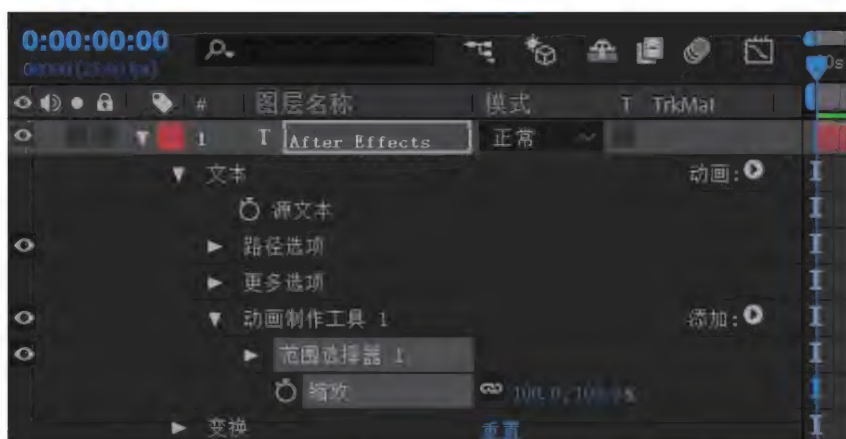 0:00:00:00
# 图层名称 模式 T TrkMat
1 T After Effects 正常
文本 动画:
源文本
路径选项
更多选项
动画制作工具 1 添加:
范围选择器 1
缩放 100.0, 100.0%
变换 重置